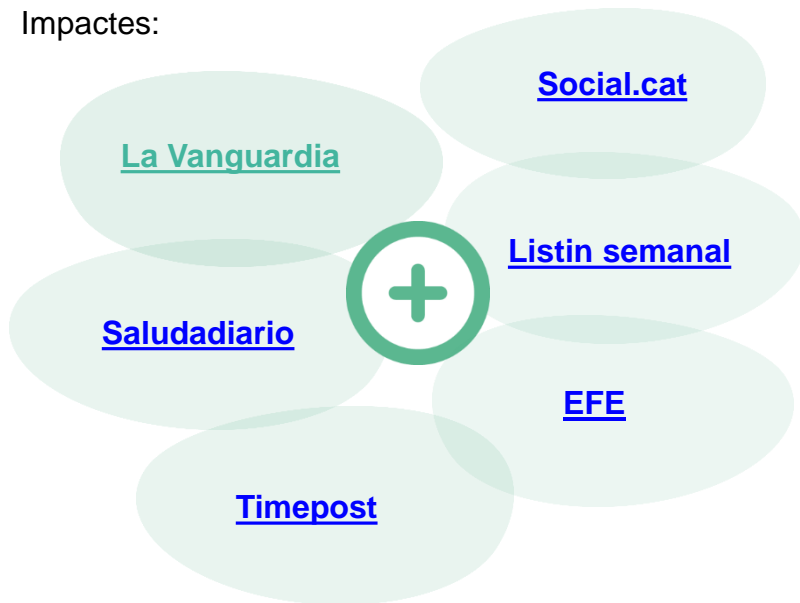 Impactes:
Social.cat
La Vanguardia
Listin semanal
Saludadiario
EFE
Timepost